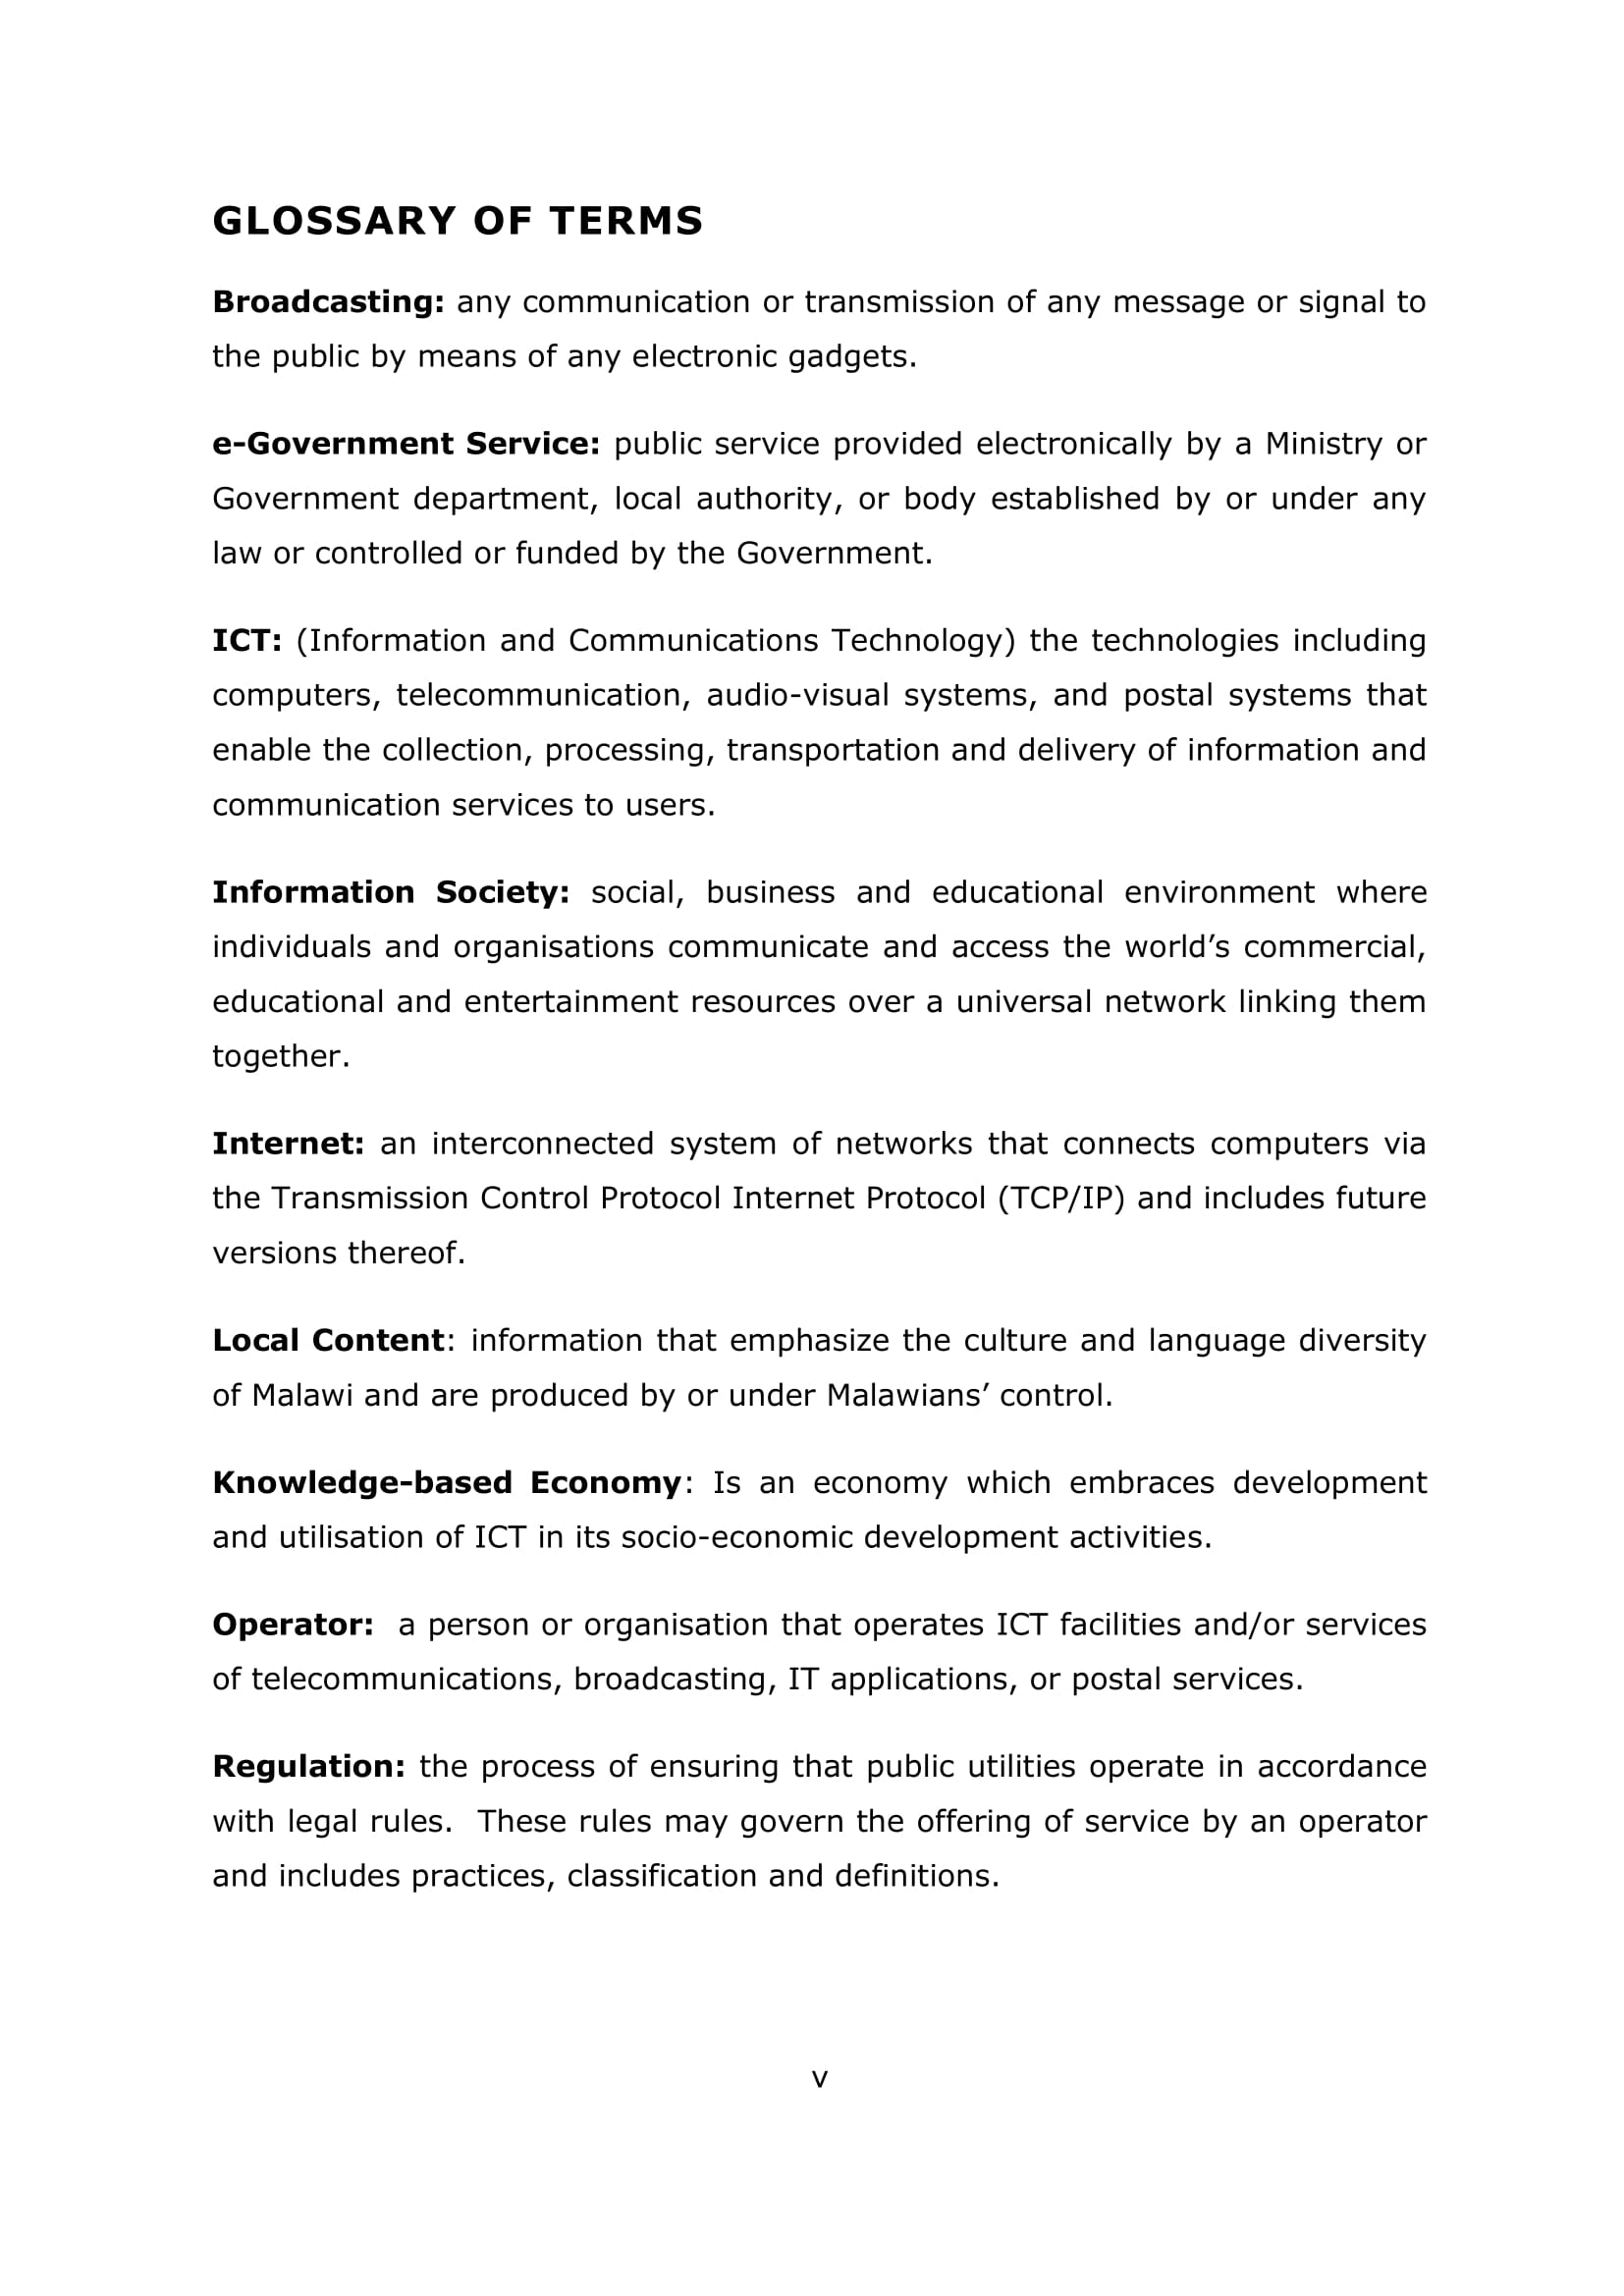 GLOSSARY OF TERMS
Broadcasting: any communication or transmission of any message or signal to
the public by means of any electronic gadgets.
e-Government Service: public service provided electronically by a Ministry or
Government department, local authority, or body established by or under any
law or controlled or funded by the Government.
ICT: (Information and Communications Technology) the technologies including
computers, telecommunication, audio-visual systems, and postal systems that
enable the collection, processing, transportation and delivery of information and
communication services to users.
Information Society: social, business and educational environment where
individuals and organisations communicate and access the world’s commercial,
educational and entertainment resources over a universal network linking them
together.
Internet: an interconnected system of networks that connects computers via
the Transmission Control Protocol Internet Protocol (TCP/IP) and includes future
versions thereof.
Local Content: information that emphasize the culture and language diversity
of Malawi and are produced by or under Malawians’ control.
Knowledge-based Economy: Is an economy which embraces development
and utilisation of ICT in its socio-economic development activities.
Operator:  a person or organisation that operates ICT facilities and/or services
of telecommunications, broadcasting, IT applications, or postal services.
Regulation: the process of ensuring that public utilities operate in accordance
with legal rules.  These rules may govern the offering of service by an operator
and includes practices, classification and definitions.
v